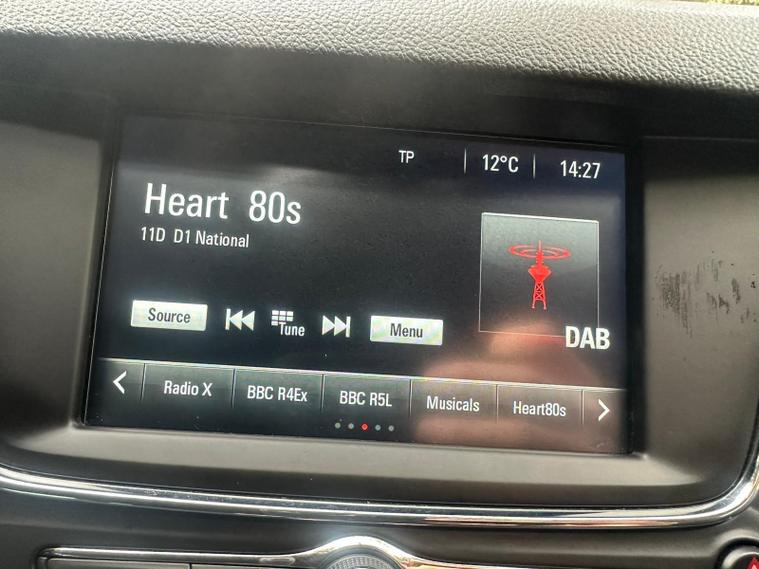 TP 12°C 14:27
Heart 80s
11D D1 National
DAB
Source Tune Menu
Radio X BBC R4Ex BBC R5L Musicals Heart80s